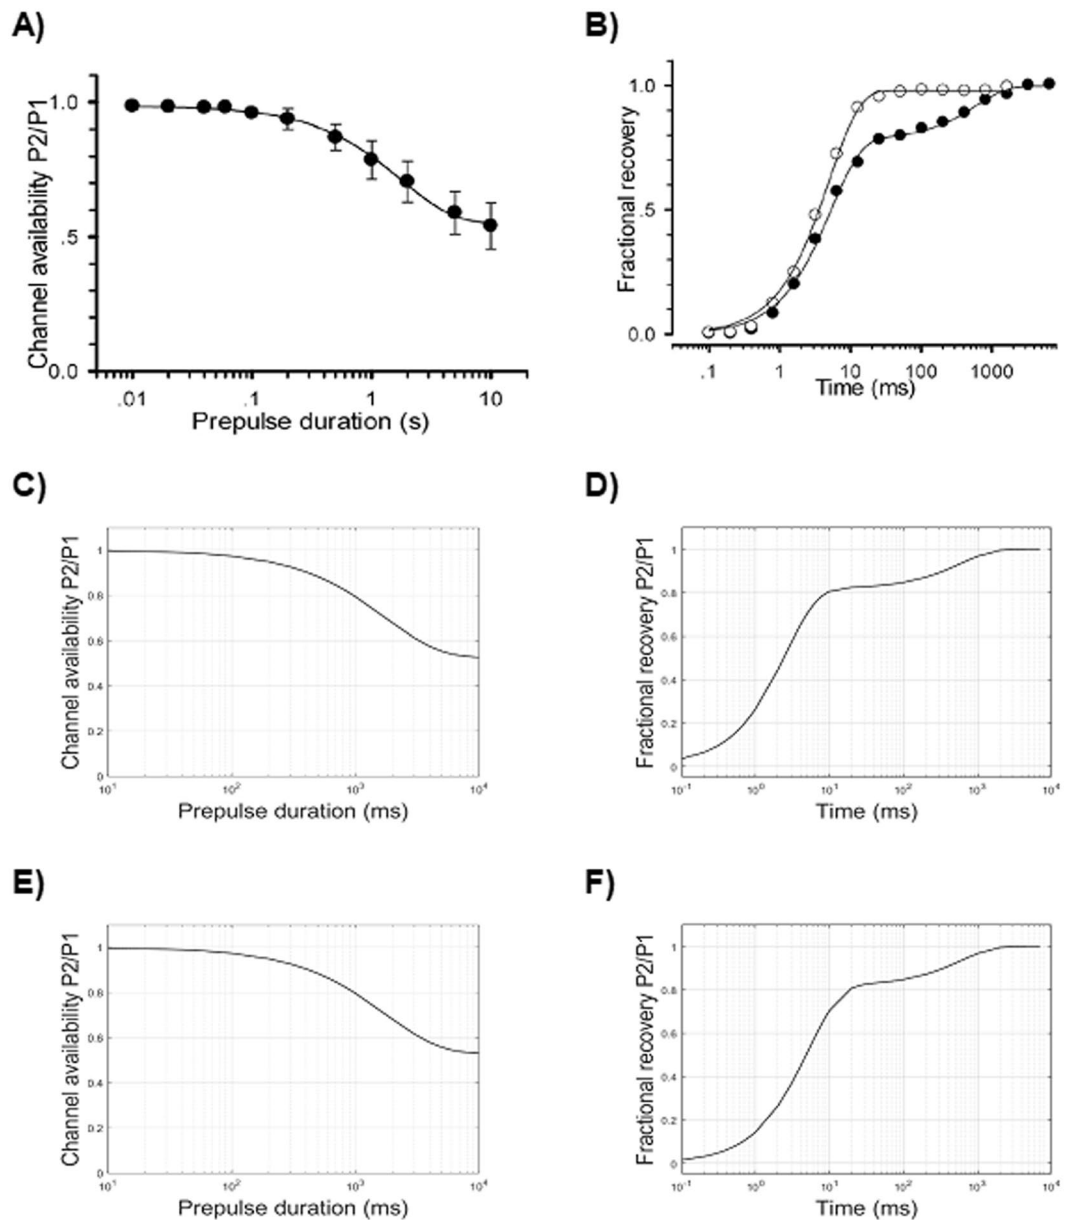 A)
Channel availability P2/P1
1.0
.5
0.0
.01 .1 1 10
Prepulse duration (s)
B)
Fractional recovery
1.0
.5
0.0
.1 1 10 100 1000
Time (ms)
C)
Channel availability P2/P1
1
0.8
0.6
0.4
0.2
0
10¹ 10² 10³ 10⁴
Prepulse duration (ms)
D)
Fractional recovery P2/P1
1
0.8
0.6
0.4
0.2
0
10⁻¹ 10⁰ 10¹ 10² 10³ 10⁴
Time (ms)
E)
Channel availability P2/P1
1
0.8
0.6
0.4
0.2
0
10¹ 10² 10³ 10⁴
Prepulse duration (ms)
F)
Fractional recovery P2/P1
1
0.8
0.6
0.4
0.2
0
10⁻¹ 10⁰ 10¹ 10² 10³ 10⁴
Time (ms)